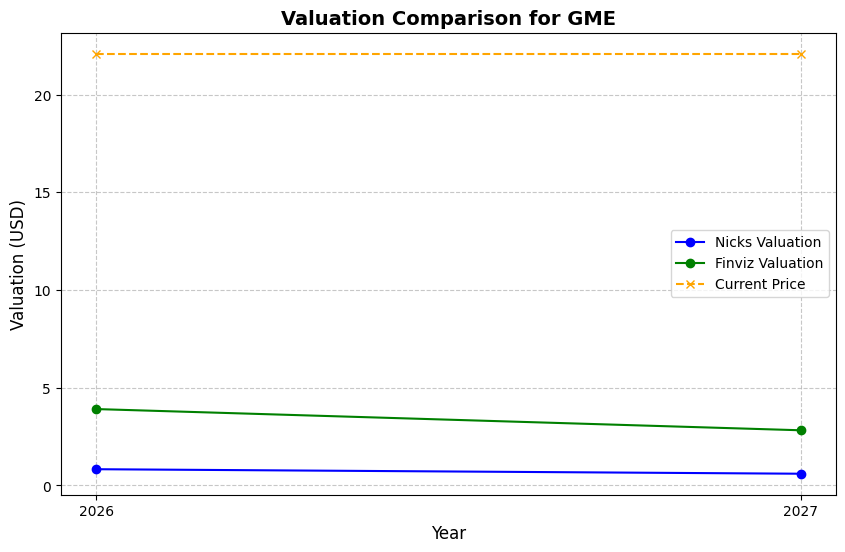 Valuation Comparison for GME
Valuation (USD)
20
15
10
5
0
Nicks Valuation
Finviz Valuation
Current Price
2026
2027
Year